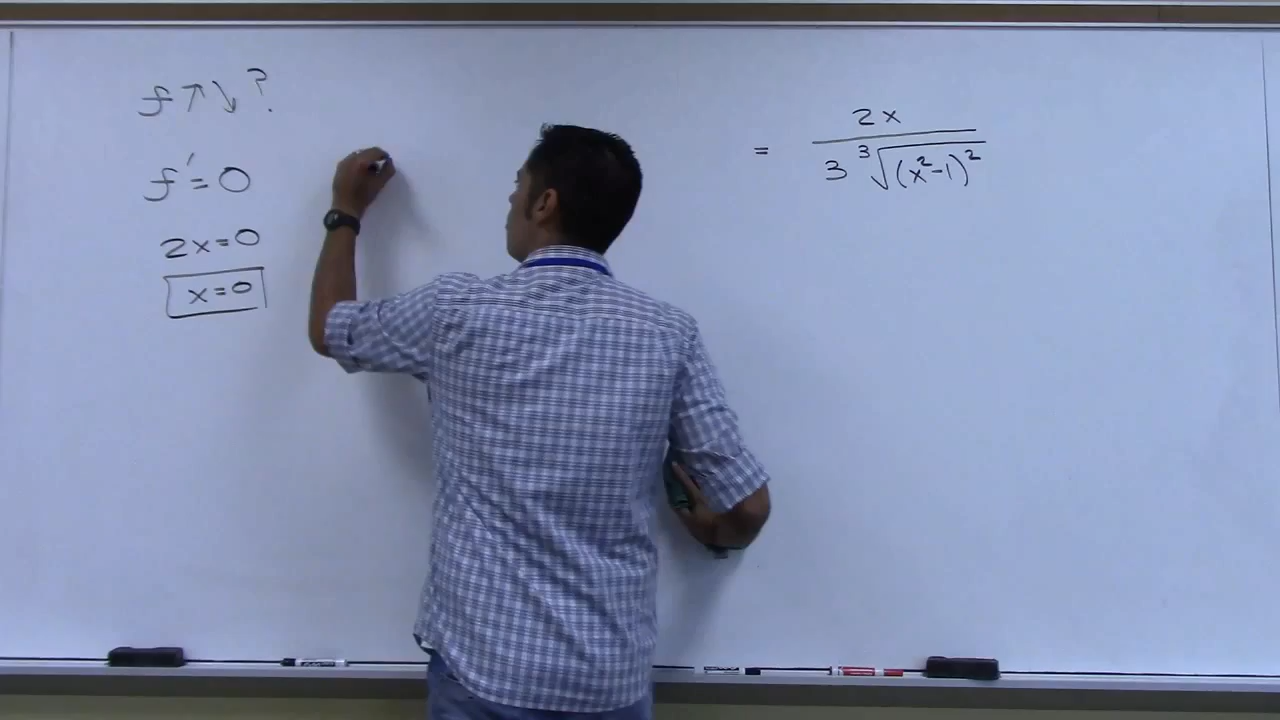 f↑↓?
f'=0
2x=0
x=0
= 2x
3 ∛(x²-1)²